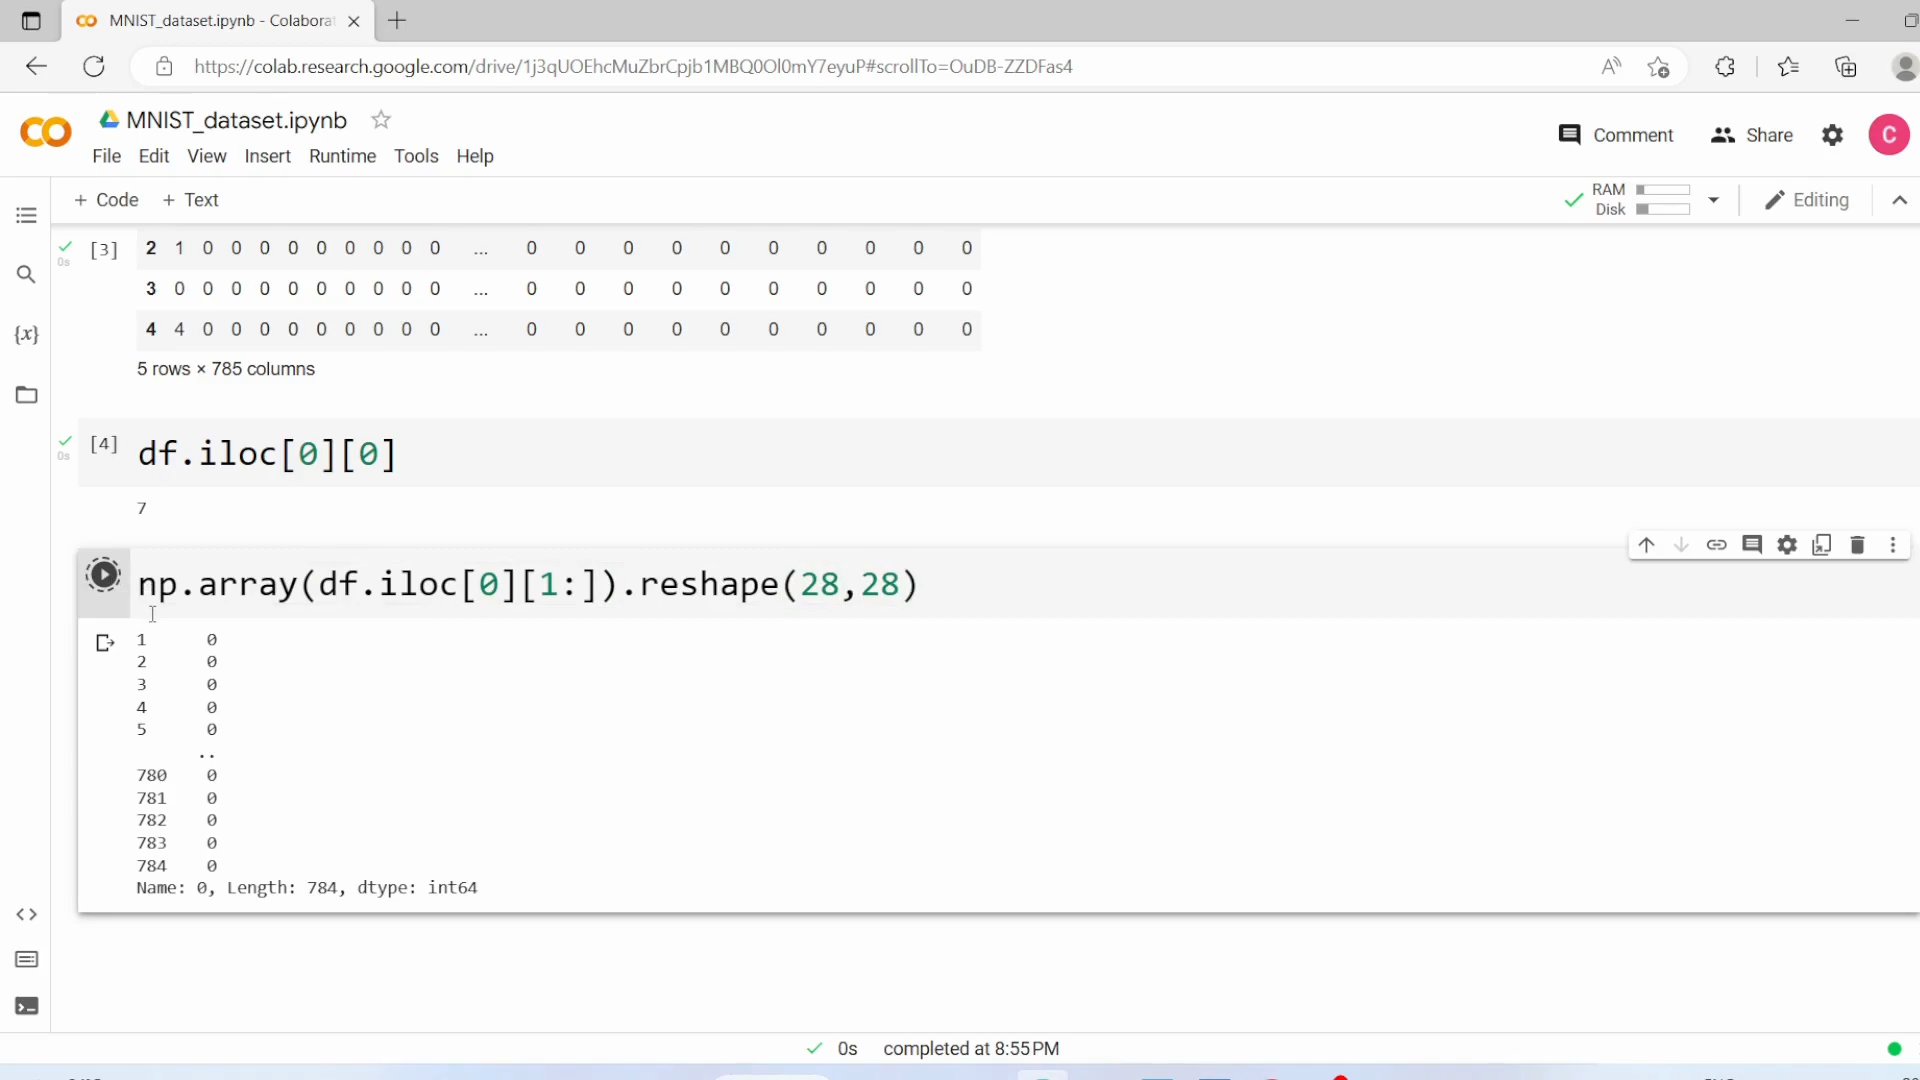 MNIST_dataset.ipynb - Colaborat
https://colab.research.google.com/drive/1j3qUOEhcMuZbrCpjb1MBQ0Ol0mY7eyuP#scrollTo=OuDB-ZZDFas4
MNIST_dataset.ipynb
Comment Share C
File Edit View Insert Runtime Tools Help
+ Code + Text
RAM
Disk
Editing
[3] 2 1 0 0 0 0 0 0 0 0 0 ... 0 0 0 0 0 0 0 0 0 0
0s
3 0 0 0 0 0 0 0 0 0 0 ... 0 0 0 0 0 0 0 0 0 0
4 4 0 0 0 0 0 0 0 0 0 ... 0 0 0 0 0 0 0 0 0 0
5 rows × 785 columns
[4] df.iloc[0][0]
0s
7
np.array(df.iloc[0][1:]).reshape(28,28)
1 0
2 0
3 0
4 0
5 0
..
780 0
781 0
782 0
783 0
784 0
Name: 0, Length: 784, dtype: int64
0s completed at 8:55 PM